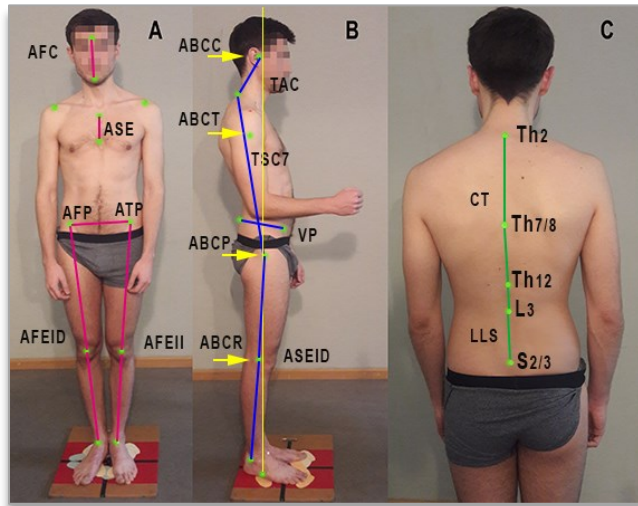 A
AFC
ASE
AFP
ATP
AFEID
AFEII
B
ABCC
TAC
ABCT
TSC7
VP
ABCP
ABCR
ASEID
C
Th2
CT
Th7/8
Th12
L3
LLS
S2/3